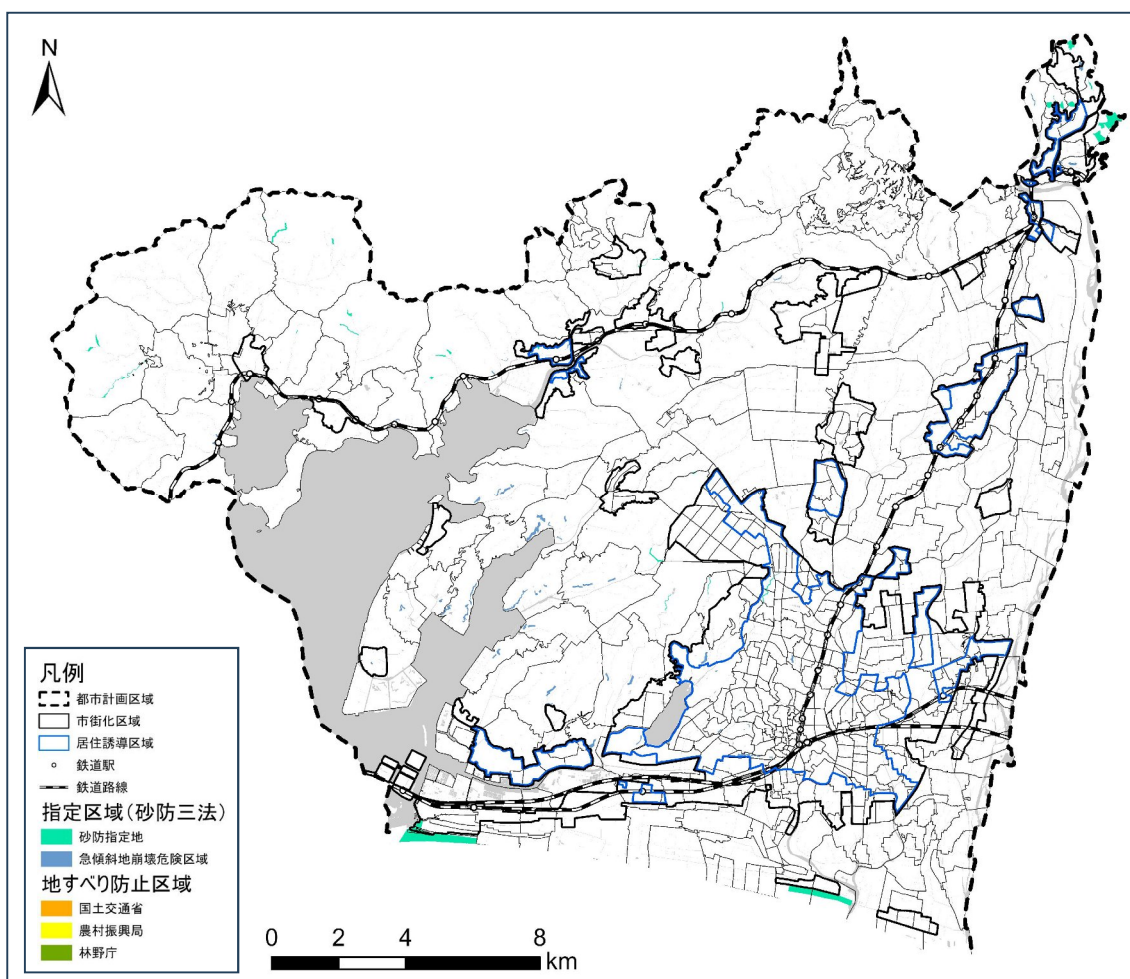 N
凡例
都市計画区域
市街化区域
居住誘導区域
鉄道駅
鉄道路線
指定区域(砂防三法)
砂防指定地
急傾斜地崩壊危険区域
地すべり防止区域
国土交通省
農村振興局
林野庁
0 2 4 8
km